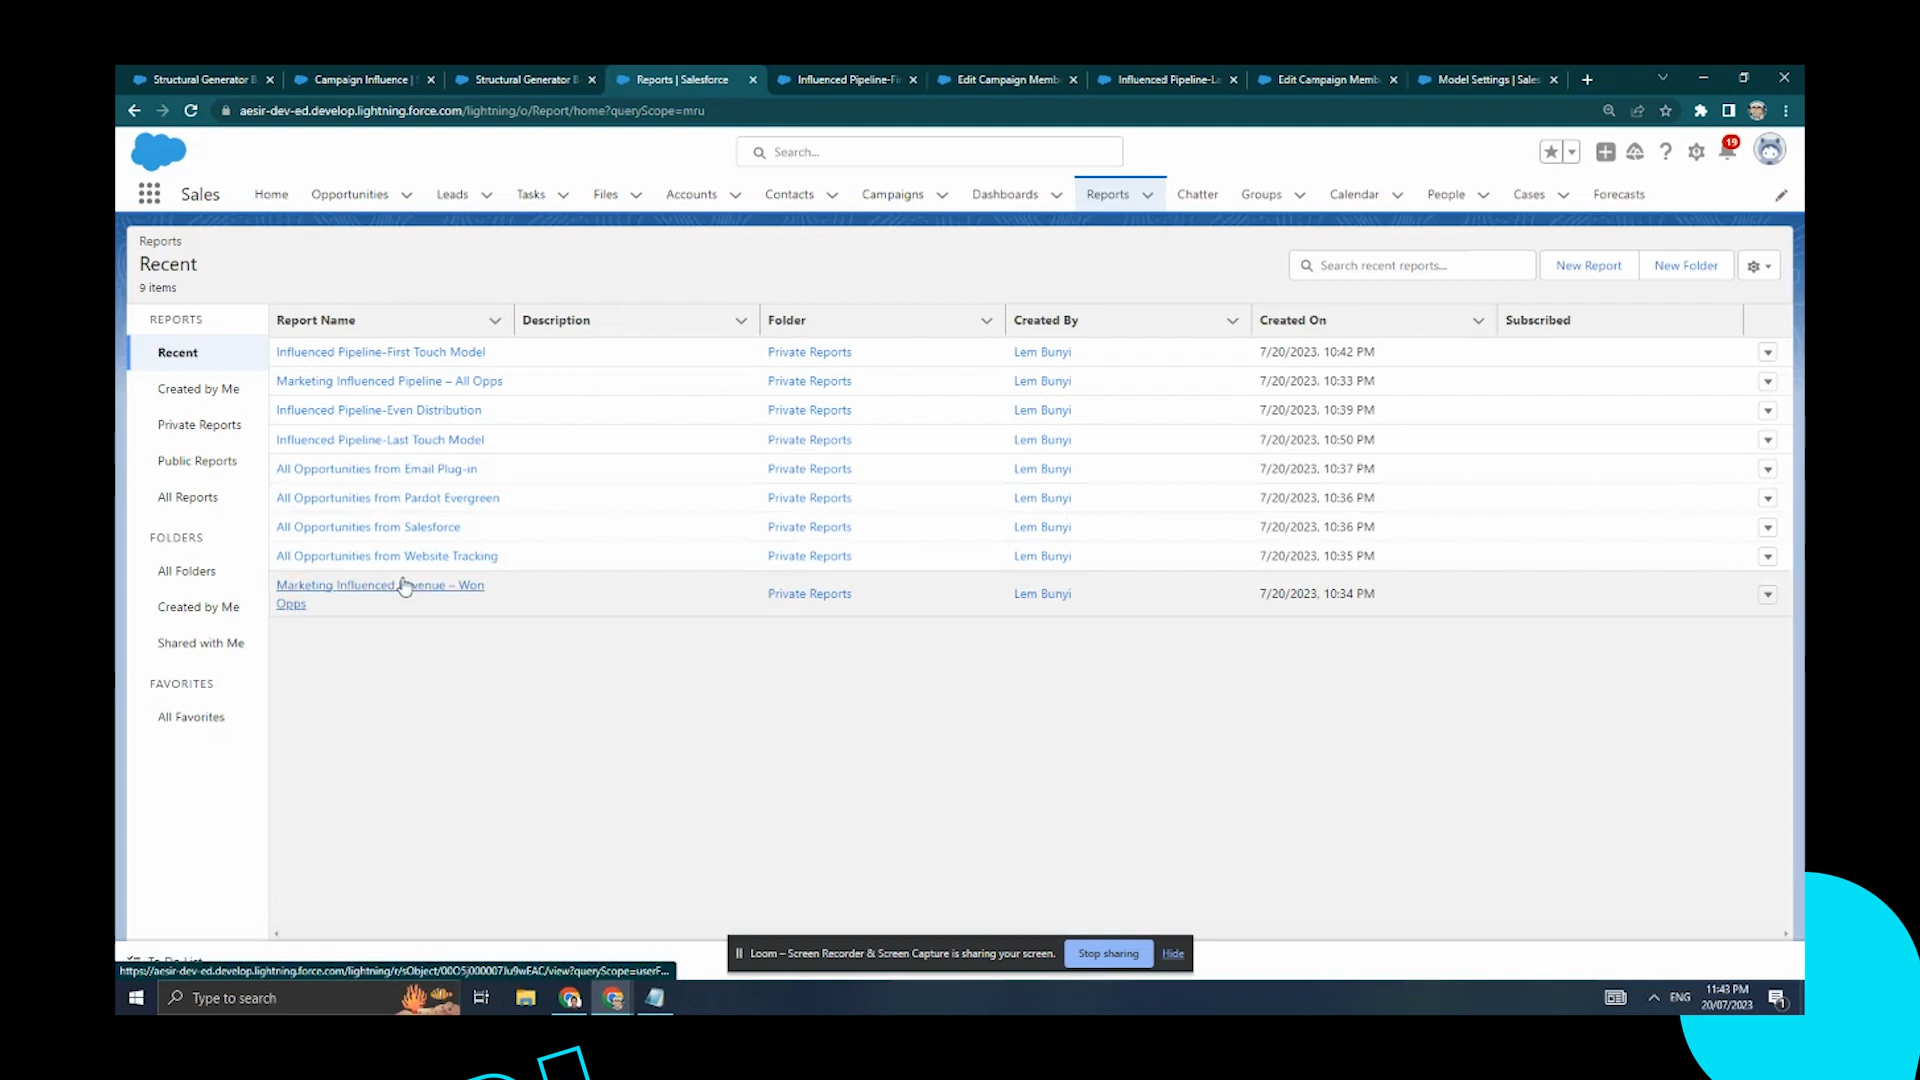 Structural Generator B
Campaign Influence |
Structural Generator B
Reports | Salesforce
Influenced Pipeline-Fi
Edit Campaign Memb
Influenced Pipeline-La
Edit Campaign Memb
Model Settings | Sales
aesir-dev-ed.develop.lightning.force.com/lightning/o/Report/home?queryScope=mru
Search...
19
Sales
Home
Opportunities
Leads
Tasks
Files
Accounts
Contacts
Campaigns
Dashboards
Reports
Chatter
Groups
Calendar
People
Cases
Forecasts
Reports
Recent
9 items
Search recent reports...
New Report
New Folder
REPORTS
Recent
Created by Me
Private Reports
Public Reports
All Reports
FOLDERS
All Folders
Created by Me
Shared with Me
FAVORITES
All Favorites
Report Name Description Folder Created By Created On Subscribed
Influenced Pipeline-First Touch Model Private Reports Lem Bunyi 7/20/2023, 10:42 PM
Marketing Influenced Pipeline – All Opps Private Reports Lem Bunyi 7/20/2023, 10:33 PM
Influenced Pipeline-Even Distribution Private Reports Lem Bunyi 7/20/2023, 10:39 PM
Influenced Pipeline-Last Touch Model Private Reports Lem Bunyi 7/20/2023, 10:50 PM
All Opportunities from Email Plug-in Private Reports Lem Bunyi 7/20/2023, 10:37 PM
All Opportunities from Pardot Evergreen Private Reports Lem Bunyi 7/20/2023, 10:36 PM
All Opportunities from Salesforce Private Reports Lem Bunyi 7/20/2023, 10:36 PM
All Opportunities from Website Tracking Private Reports Lem Bunyi 7/20/2023, 10:35 PM
Marketing Influenced Revenue – Won
Opps Private Reports Lem Bunyi 7/20/2023, 10:34 PM
Loom – Screen Recorder & Screen Capture is sharing your screen.
Stop sharing
Hide
Type to search
ENG
11:43 PM
20/07/2023
1